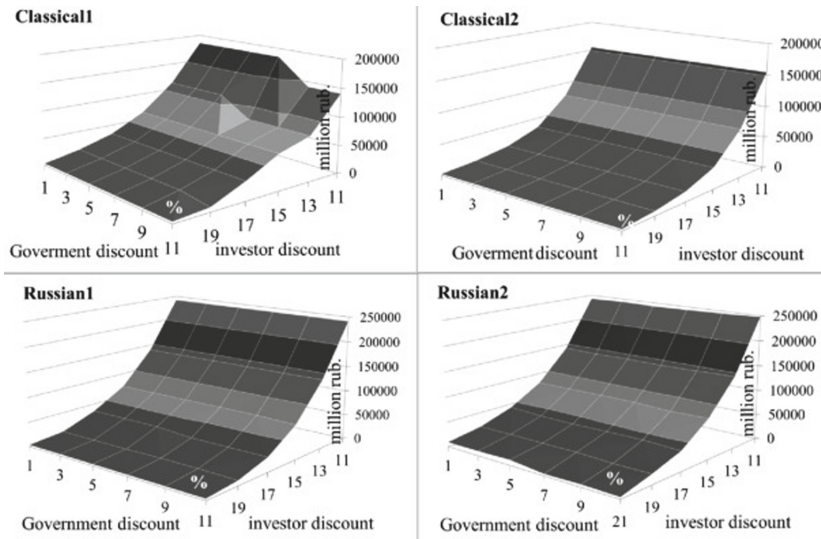 Classical1
200000
150000
100000
50000
0
million rub.
1 3 5 7 9 11
%
19 17 15 13 11
Goverment discount
investor discount
Classical2
200000
150000
100000
50000
0
million rub.
1 3 5 7 9 11
%
19 17 15 13 11
Government discount
investor discount
Russian1
250000
200000
150000
100000
50000
0
million rub.
1 3 5 7 9 11
%
19 17 15 13 11
Government discount
investor discount
Russian2
250000
200000
150000
100000
50000
0
million rub.
1 3 5 7 9 21
%
19 17 15 13 11
Government discount
investor discount